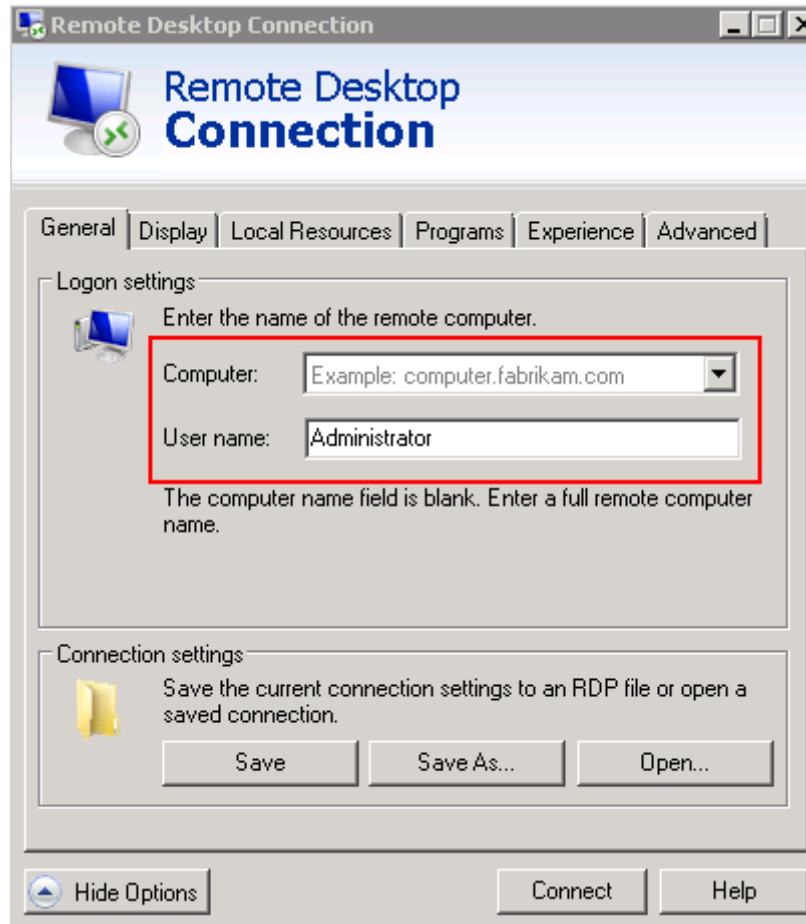 Remote Desktop Connection
Remote Desktop
Connection
General Display Local Resources Programs Experience Advanced
Logon settings
Enter the name of the remote computer.
Computer: Example: computer.fabrikam.com
User name: Administrator
The computer name field is blank. Enter a full remote computer
name.
Connection settings
Save the current connection settings to an RDP file or open a
saved connection.
Save Save As... Open...
Hide Options Connect Help